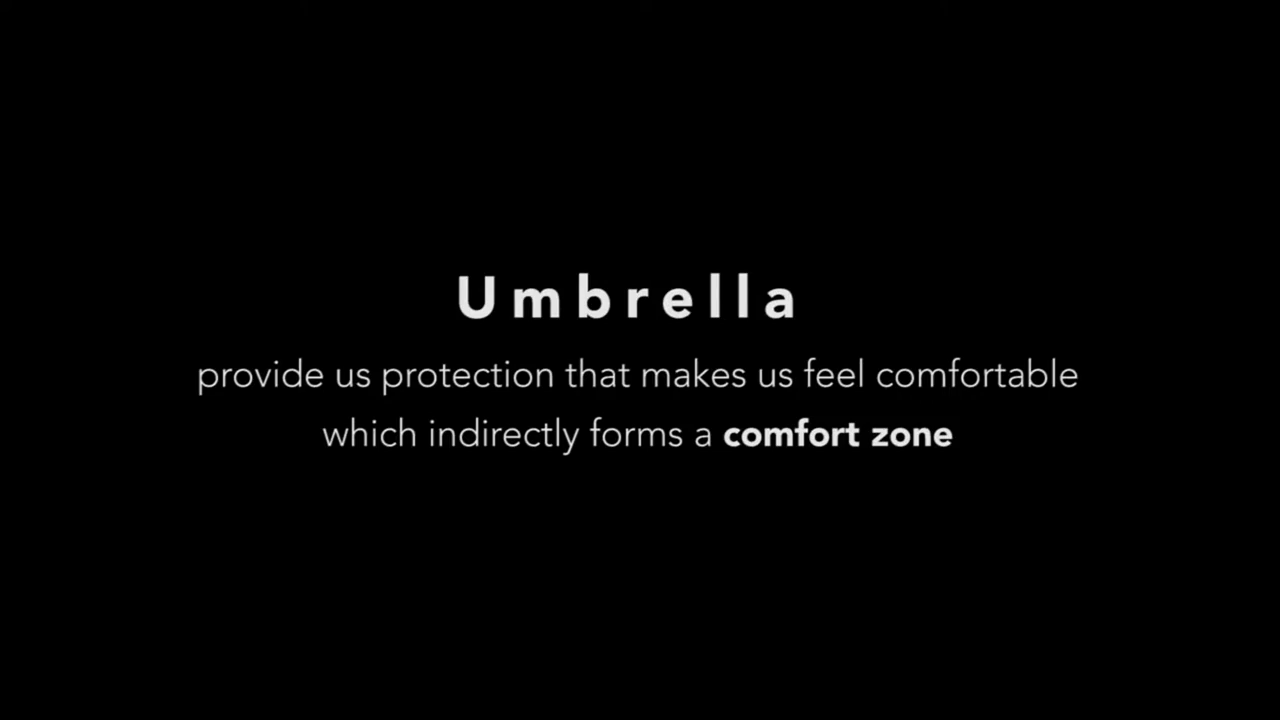 Umbrella
provide us protection that makes us feel comfortable
which indirectly forms a comfort zone